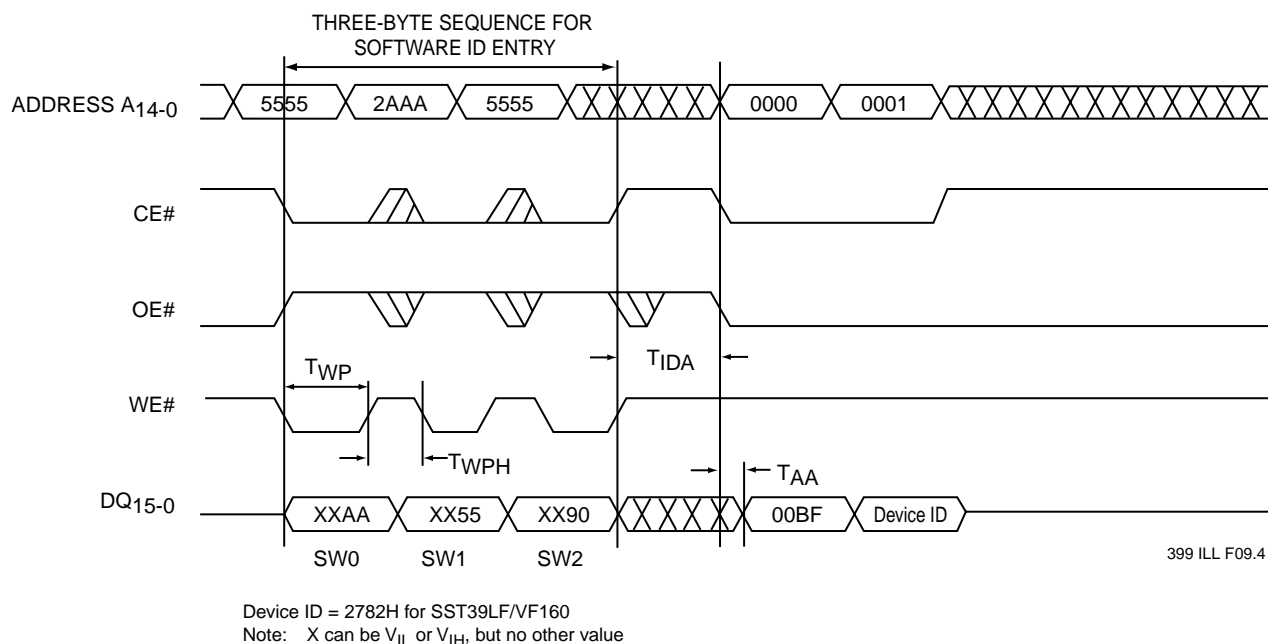 THREE-BYTE SEQUENCE FOR
SOFTWARE ID ENTRY
ADDRESS A14-0
5555 2AAA 5555 0000 0001
CE#
OE#
TIDA
TWP
WE#
TWPH
TAA
DQ15-0
XXAA XX55 XX90 00BF Device ID
SW0 SW1 SW2
399 ILL F09.4
Device ID = 2782H for SST39LF/VF160
Note: X can be VIL or VIH, but no other value